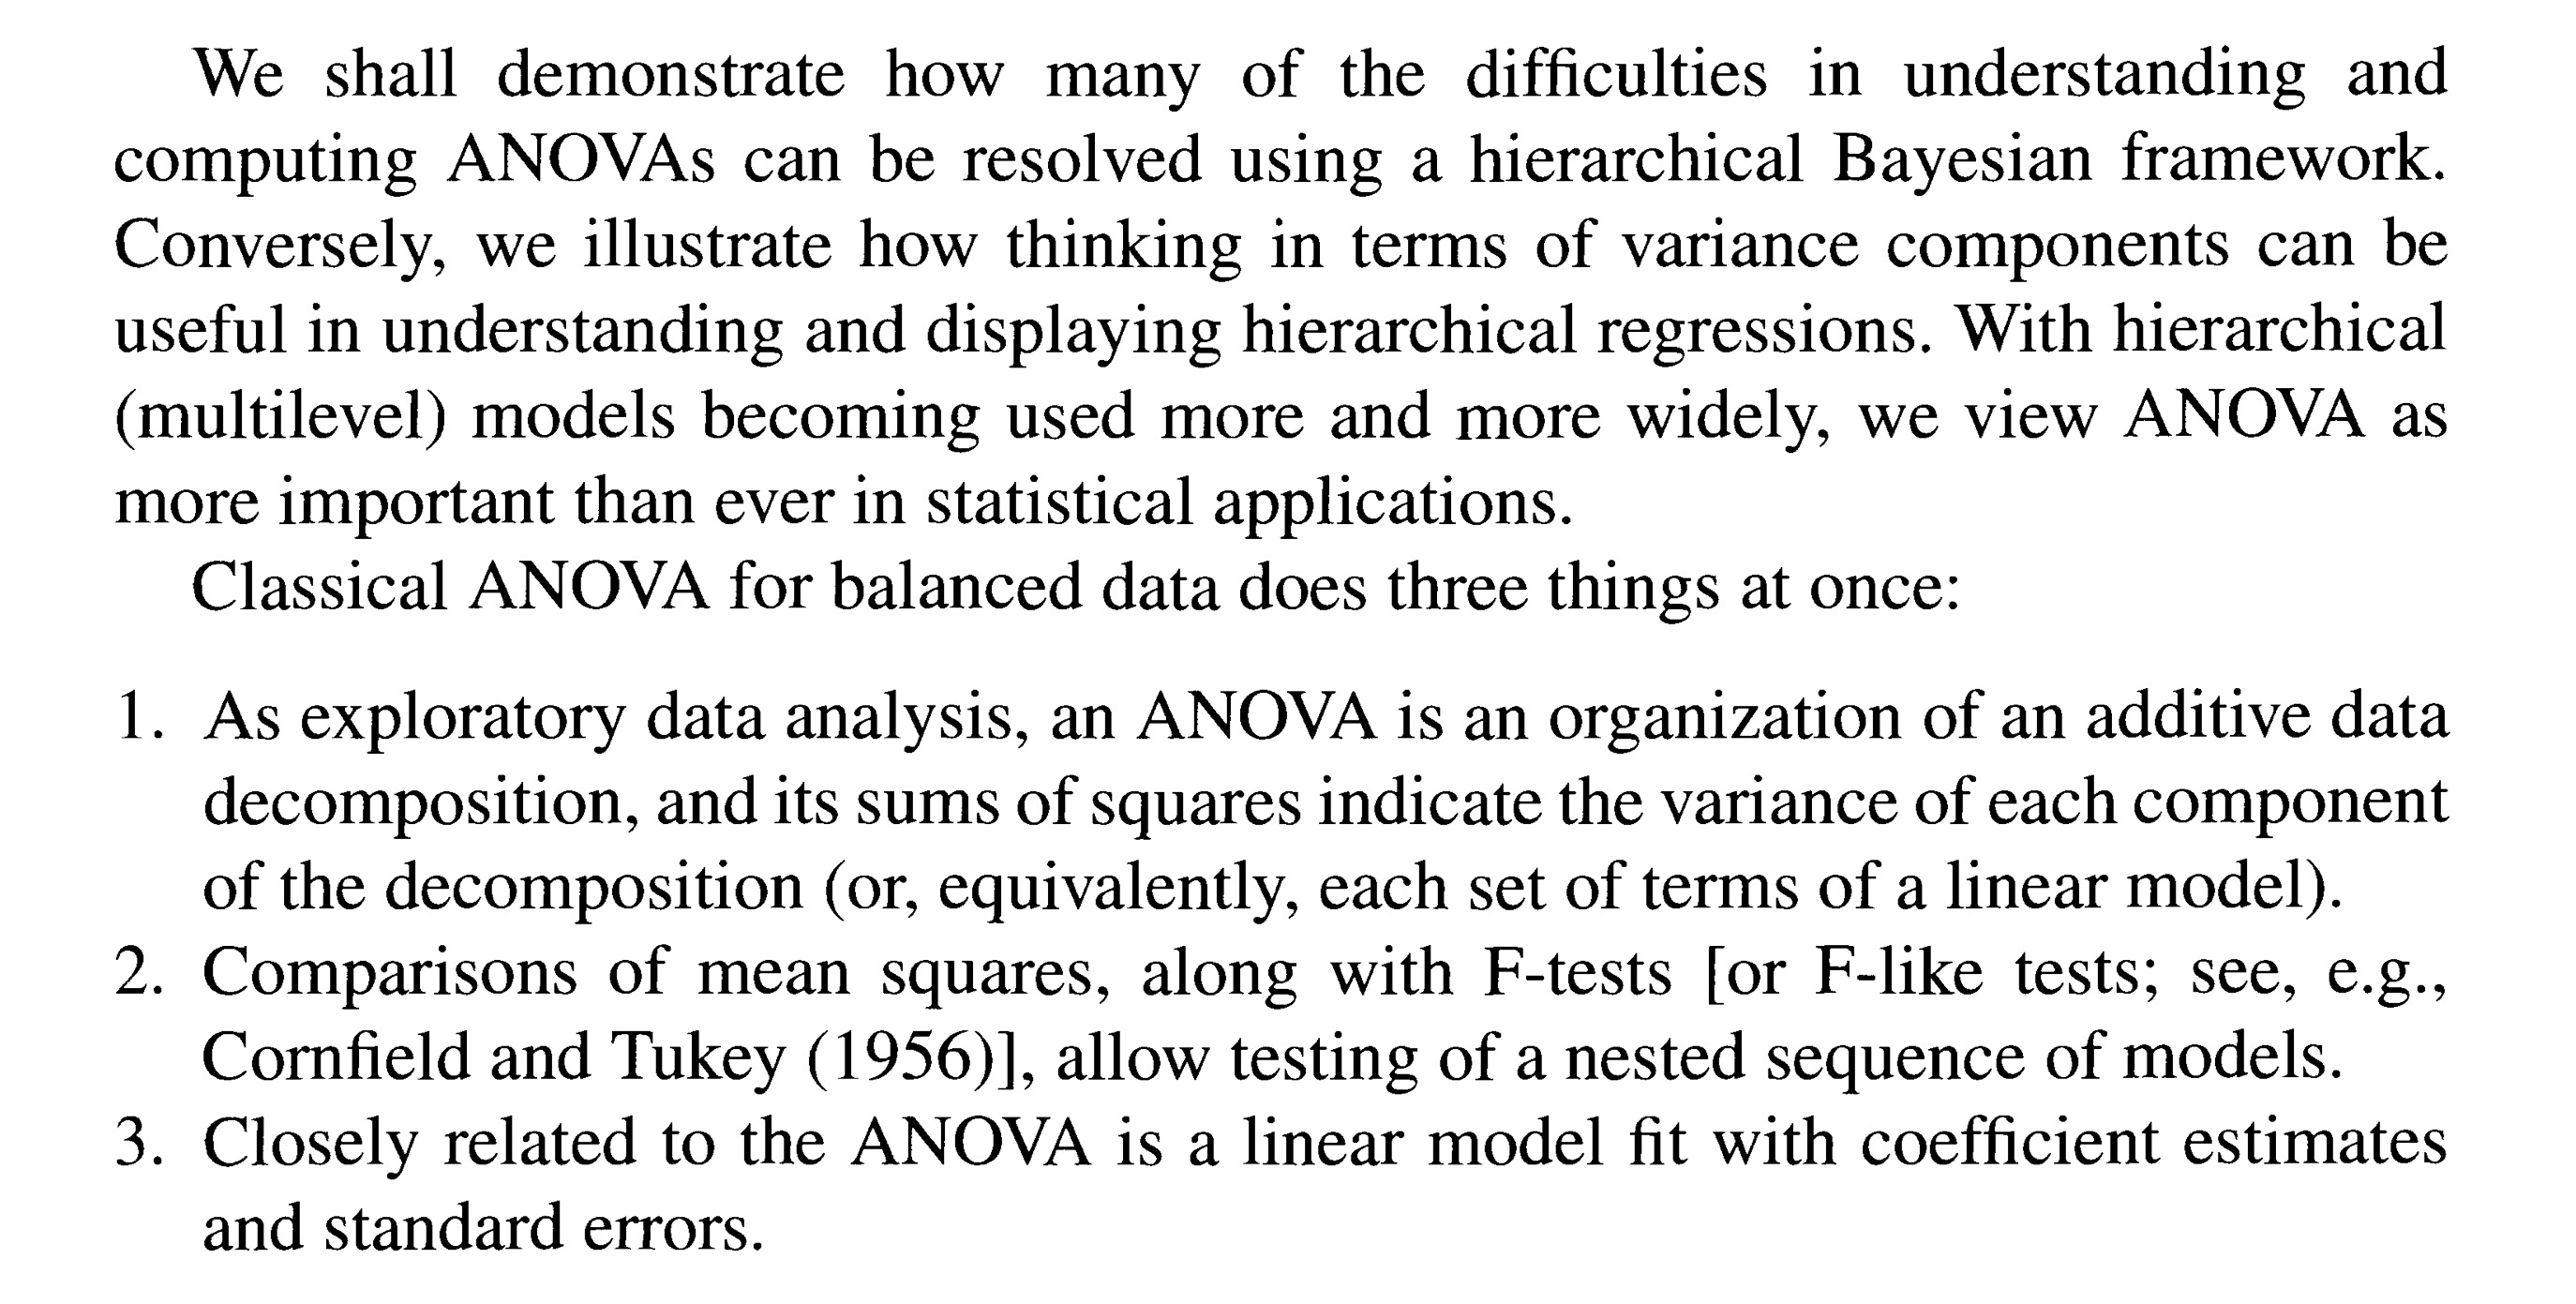 We shall demonstrate how many of the difficulties in understanding and
computing ANOVAs can be resolved using a hierarchical Bayesian framework.
Conversely, we illustrate how thinking in terms of variance components can be
useful in understanding and displaying hierarchical regressions. With hierarchical
(multilevel) models becoming used more and more widely, we view ANOVA as
more important than ever in statistical applications.
Classical ANOVA for balanced data does three things at once:
1. As exploratory data analysis, an ANOVA is an organization of an additive data
decomposition, and its sums of squares indicate the variance of each component
of the decomposition (or, equivalently, each set of terms of a linear model).
2. Comparisons of mean squares, along with F-tests [or F-like tests; see, e.g.,
Cornfield and Tukey (1956)], allow testing of a nested sequence of models.
3. Closely related to the ANOVA is a linear model fit with coefficient estimates
and standard errors.